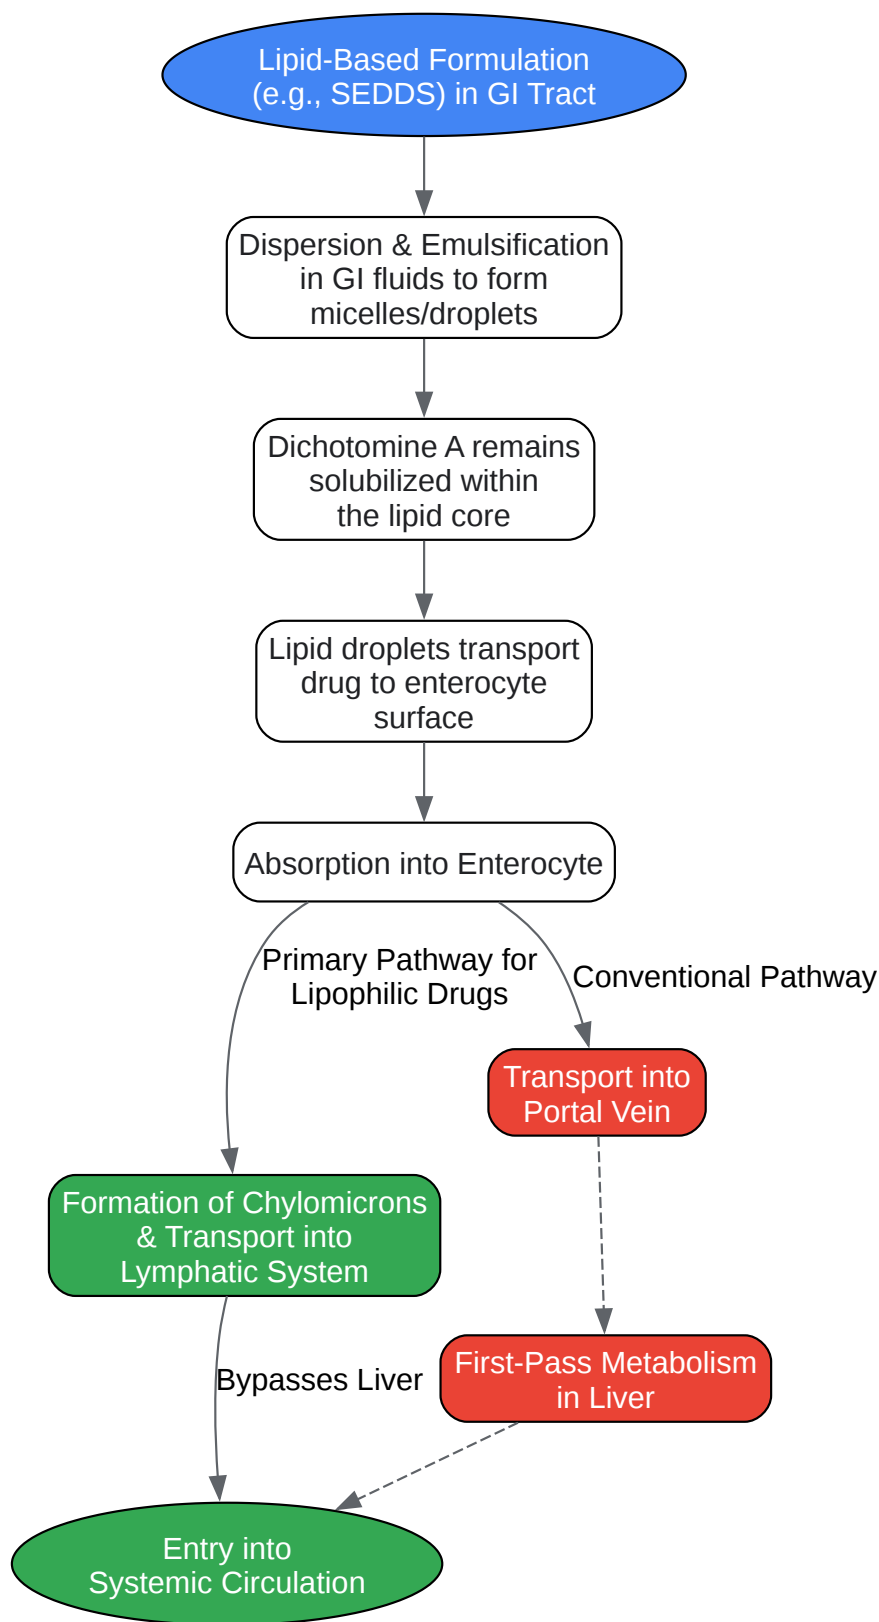 Lipid-Based Formulation
(e.g., SEDDS) in GI Tract
Dispersion & Emulsification
in GI fluids to form
micelles/droplets
Dichotomine A remains
solubilized within
the lipid core
Lipid droplets transport
drug to enterocyte
surface
Absorption into Enterocyte
Primary Pathway for
Lipophilic Drugs
Conventional Pathway
Transport into
Portal Vein
Formation of Chylomicrons
& Transport into
Lymphatic System
First-Pass Metabolism
in Liver
Bypasses Liver
Entry into
Systemic Circulation